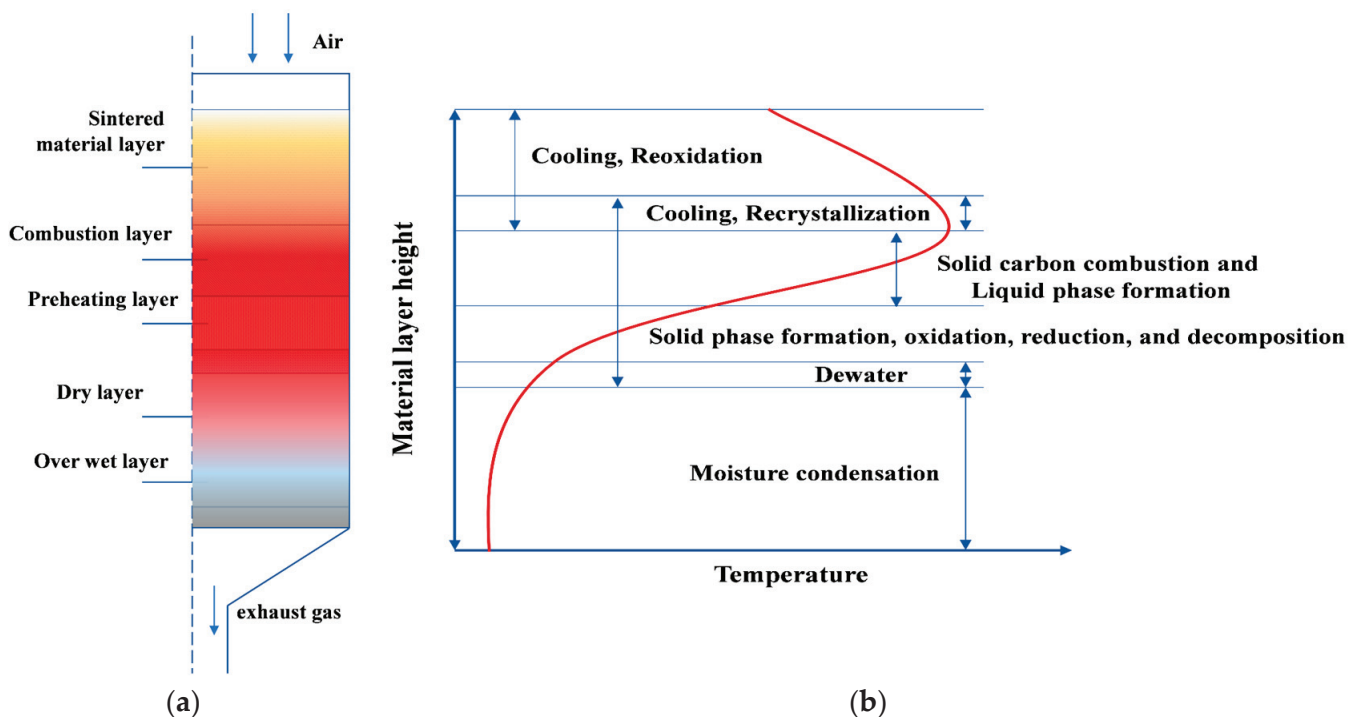 Air
Sintered
material layer
Combustion layer
Preheating layer
Dry layer
Over wet layer
exhaust gas
(a)
Material layer height
Cooling, Reoxidation
Cooling, Recrystallization
Solid carbon combustion and
Liquid phase formation
Solid phase formation, oxidation, reduction, and decomposition
Dewater
Moisture condensation
Temperature
(b)